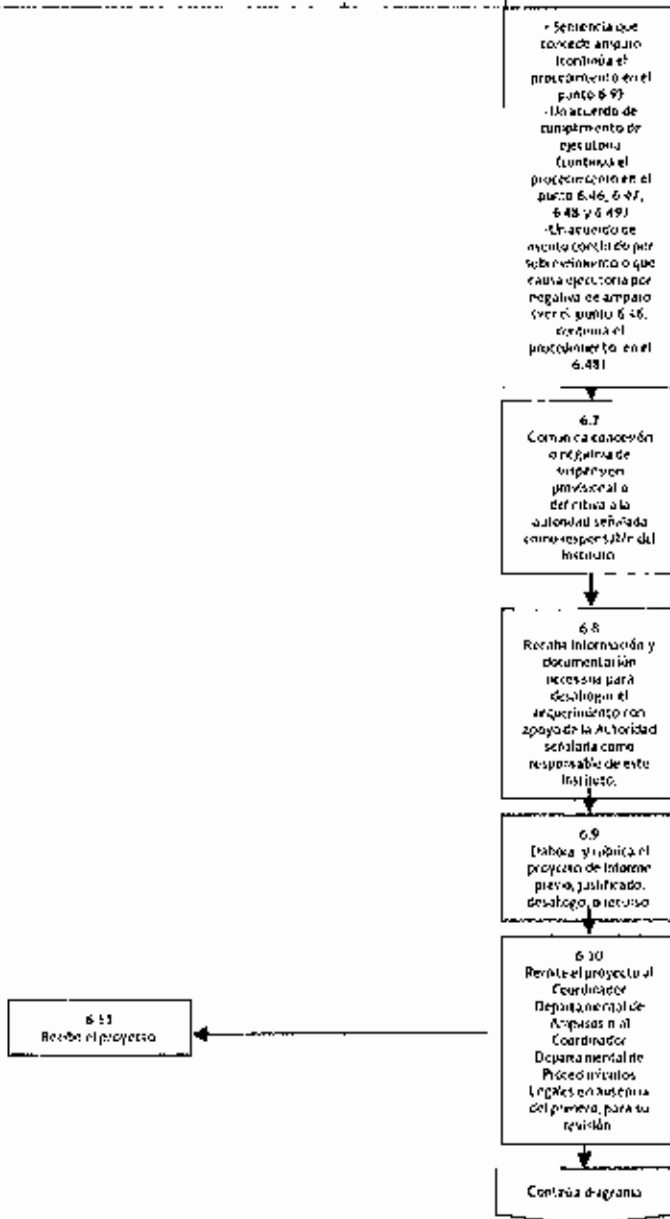 - Sentencia que
concede amparo
(continúa el
procedimiento en el
punto 6.9)
- Un acuerdo de
cumplimiento de
ejecutoria
(continúa el
procedimiento en el
punto 6.46, 6.47,
6.48 y 6.49)
- Un acuerdo de
asunto concluido por
sobreseimiento o que
causa ejecutoria por
negativa de amparo
(ver el punto 6.46,
continúa el
procedimiento en el
6.48)
6.7
Comunica concesión
o negativa de
suspensión
provisional o
definitiva a la
autoridad señalada
como responsable del
Instituto
6.8
Recaba información y
documentación
necesaria para
desahogar el
requerimiento con
apoyo de la Autoridad
señalada como
responsable de este
Instituto.
6.9
Elabora y rubrica el
proyecto de informe
previo, justificado,
desahogo, o recurso
6.10
Remite el proyecto al
Coordinador
Departamental de
Amparos o al
Coordinador
Departamental de
Procedimientos
Legales en ausencia
del primero, para su
revisión
6.11
Recibe el proyecto
Continúa diagrama